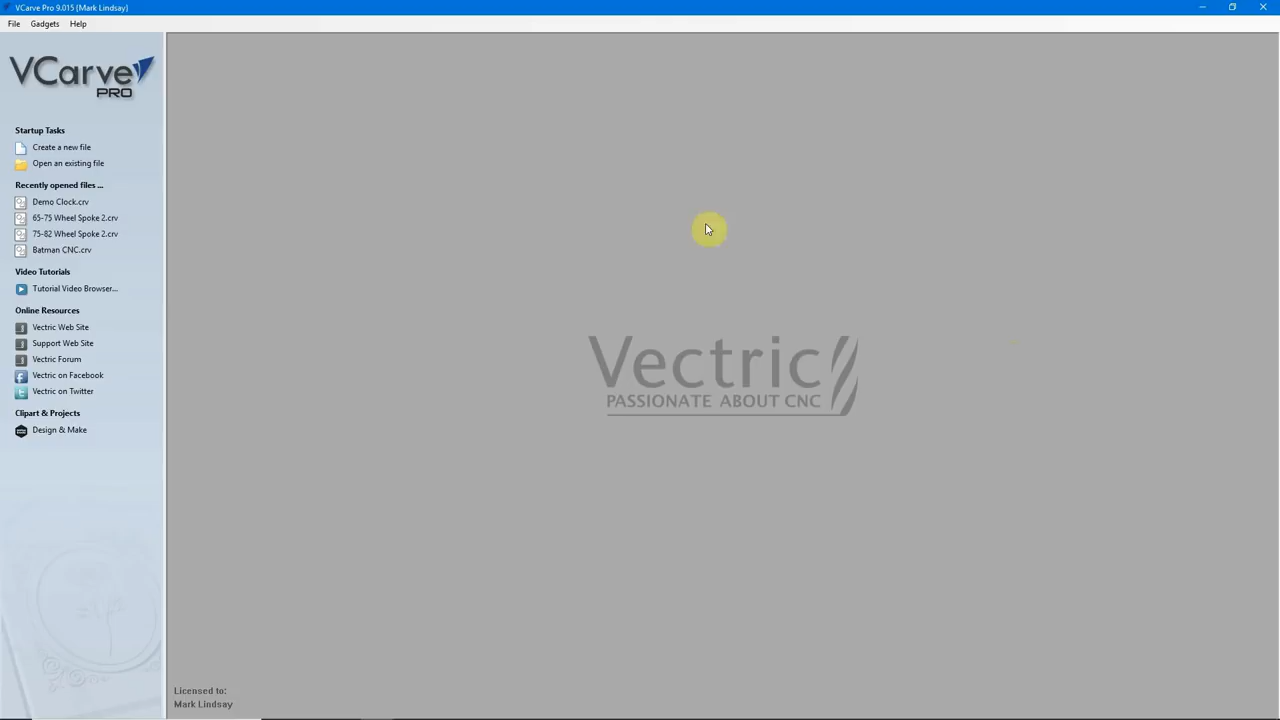 VCarve Pro 9.015 {Mark Lindsay}
File Gadgets Help
VCarve
PRO
Startup Tasks
Create a new file
Open an existing file
Recently opened files ...
Demo Clock.crv
65-75 Wheel Spoke 2.crv
75-82 Wheel Spoke 2.crv
Batman CNC.crv
Video Tutorials
Tutorial Video Browser...
Online Resources
Vectric Web Site
Support Web Site
Vectric Forum
Vectric on Facebook
Vectric on Twitter
Clipart & Projects
Design & Make
Vectric
PASSIONATE ABOUT CNC
Licensed to:
Mark Lindsay